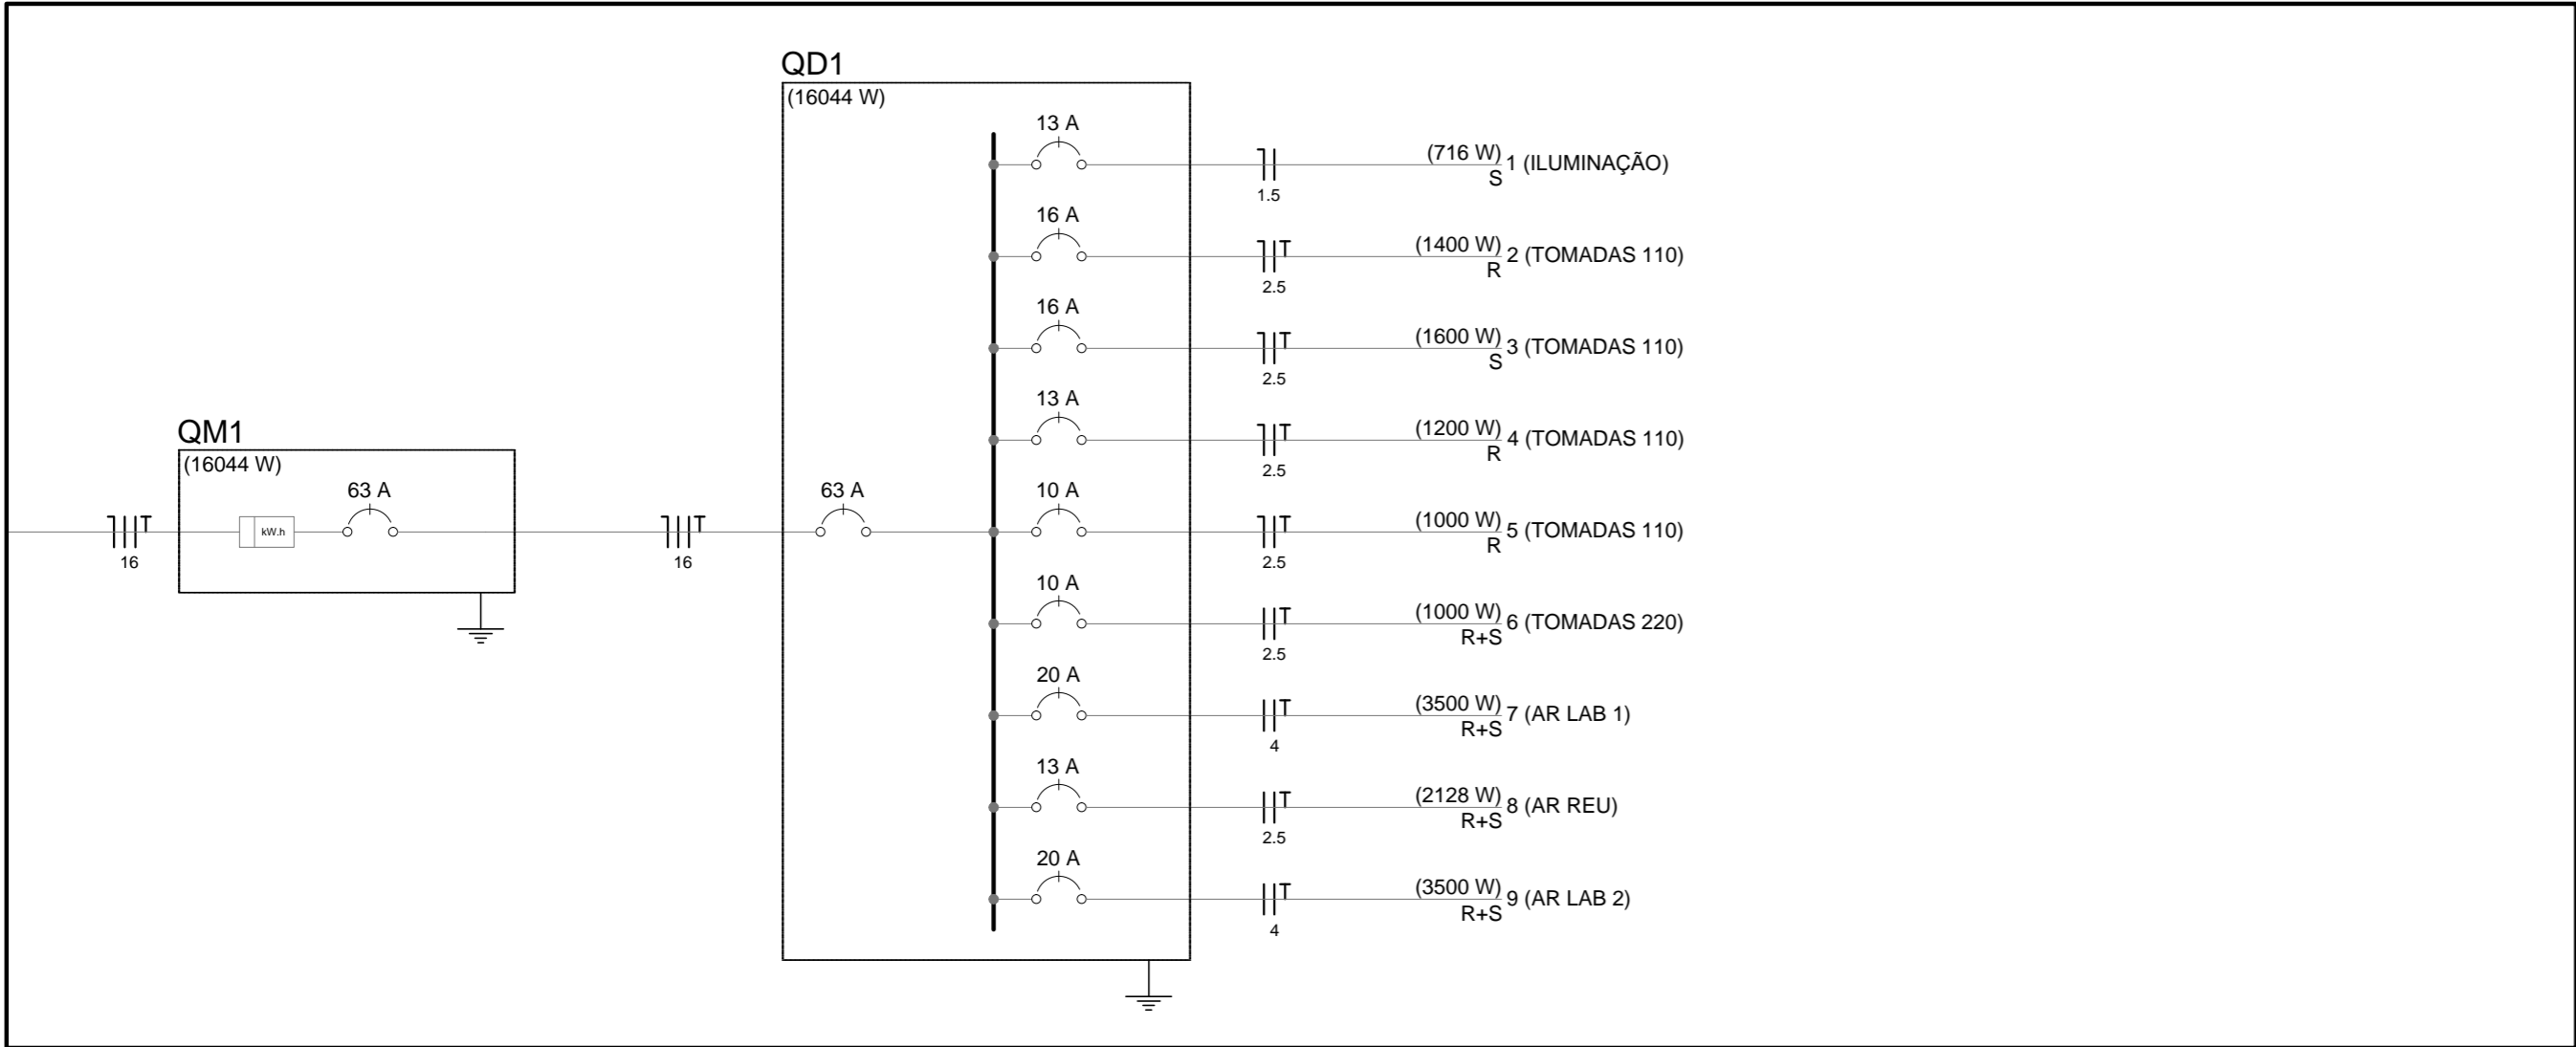 QD1
(16044 W)
13 A
(716 W)
1 (ILUMINAÇÃO)
S
1.5
16 A
(1400 W)
2 (TOMADAS 110)
R
T
2.5
16 A
(1600 W)
3 (TOMADAS 110)
S
T
2.5
13 A
(1200 W)
4 (TOMADAS 110)
R
T
2.5
QM1
(16044 W)
63 A
kW.h
T
16
T
16
63 A
10 A
(1000 W)
5 (TOMADAS 110)
R
T
2.5
10 A
(1000 W)
6 (TOMADAS 220)
R+S
T
2.5
20 A
(3500 W)
7 (AR LAB 1)
R+S
T
4
13 A
(2128 W)
8 (AR REU)
R+S
T
2.5
20 A
(3500 W)
9 (AR LAB 2)
R+S
T
4